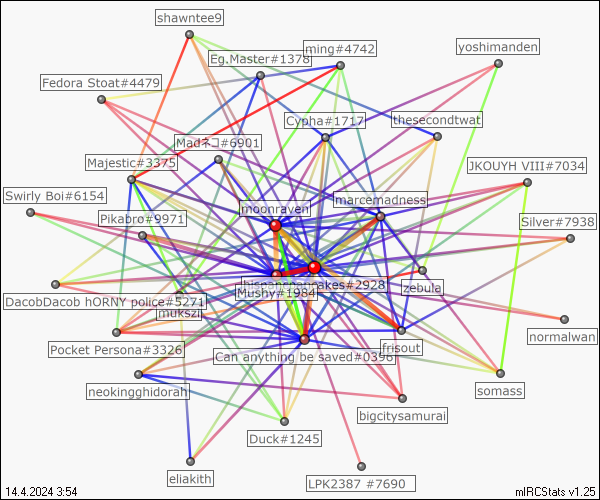 shawntee9
ming#4742
yoshimanden
Eg.Master#1378
Fedora Stoat#4479
Cypha#1717
thesecondtwat
Madネコ#6901
Majestic#3375
JKOUYH VIII#7034
Swirly Boi#6154
marcemadness
moonraven
Pikabro#9971
Silver#7938
#2928
zebula
Mushy#1984
DacobDacob hORNY police#5271
mukszi
normalwan
Pocket Persona#3326
frisout
Can anything be saved#0396
neokingghidorah
somass
bigcitysamurai
Duck#1245
eliakith
LPK2387 #7690
14.4.2024 3:54
mIRCStats v1.25